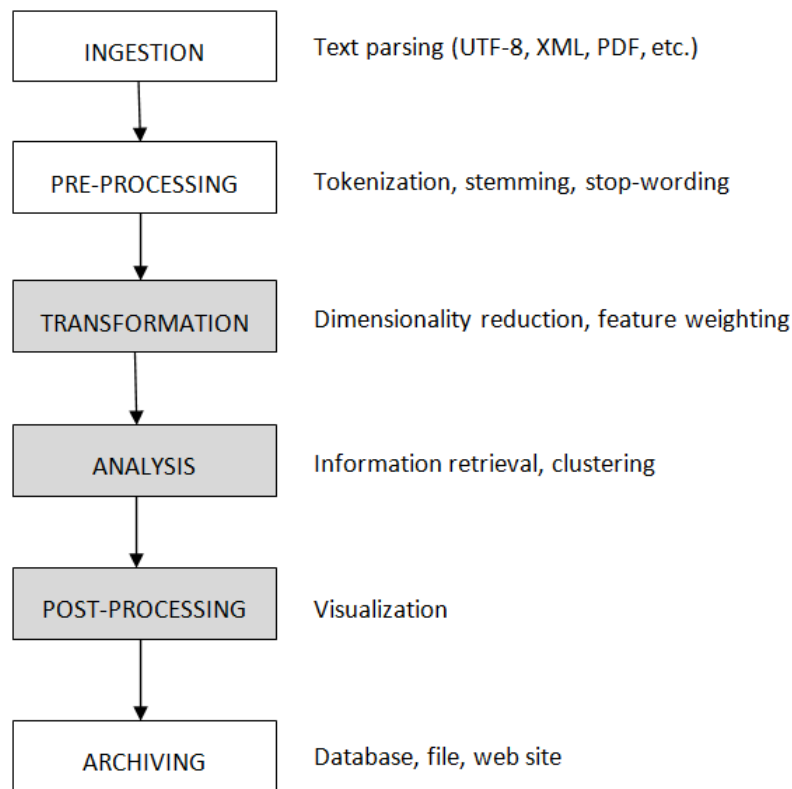 INGESTION Text parsing (UTF-8, XML, PDF, etc.)
PRE-PROCESSING Tokenization, stemming, stop-wording
TRANSFORMATION Dimensionality reduction, feature weighting
ANALYSIS Information retrieval, clustering
POST-PROCESSING Visualization
ARCHIVING Database, file, web site